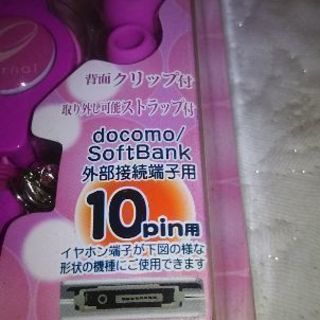 ernal
背面クリップ付
取り外し可能ストラップ付
docomo/
SoftBank
外部接続端子用
10pin用
イヤホン端子が下図の様な
形状の機種にご使用できます